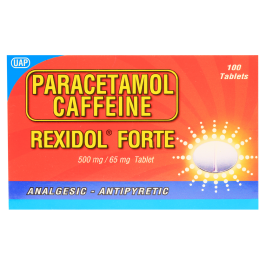 UAP
100
Tablets
PARACETAMOL
CAFFEINE
REXIDOL® FORTE
500 mg / 65 mg Tablet
ANALGESIC - ANTIPYRETIC